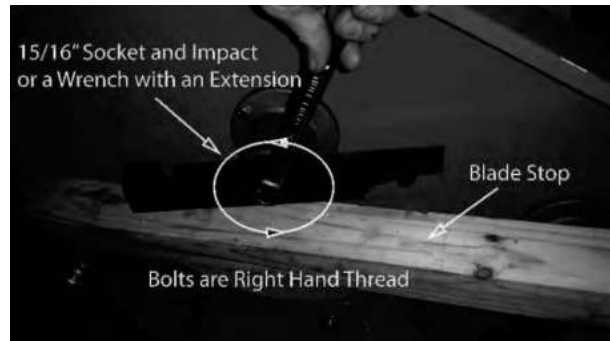 15/16" Socket and Impact
or a Wrench with an Extension
Blade Stop
Bolts are Right Hand Thread